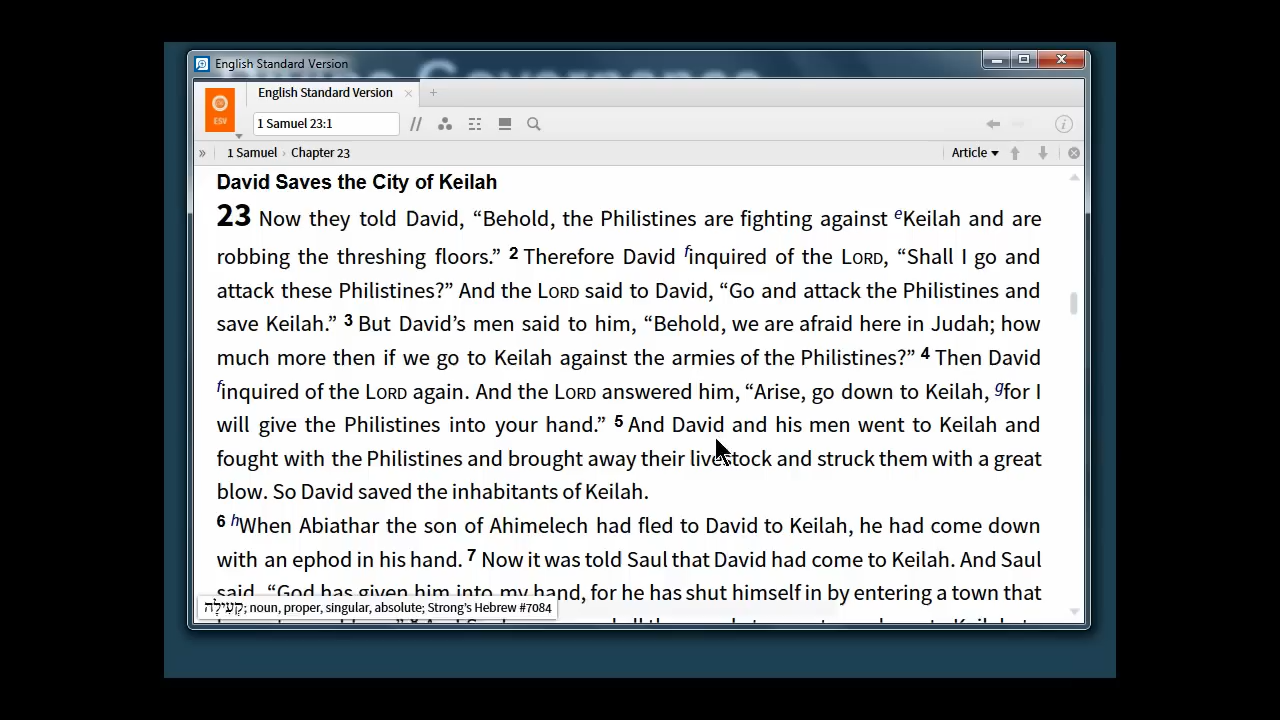 Governance
English Standard Version
English Standard Version
ESV
1 Samuel 23:1
1 Samuel › Chapter 23
Article
David Saves the City of Keilah
23 Now they told David, “Behold, the Philistines are fighting against eKeilah and are
robbing the threshing floors.” 2 Therefore David finquired of the LORD, “Shall I go and
attack these Philistines?” And the LORD said to David, “Go and attack the Philistines and
save Keilah.” 3 But David’s men said to him, “Behold, we are afraid here in Judah; how
much more then if we go to Keilah against the armies of the Philistines?” 4 Then David
finquired of the LORD again. And the LORD answered him, “Arise, go down to Keilah, gfor I
will give the Philistines into your hand.” 5 And David and his men went to Keilah and
fought with the Philistines and brought away their livestock and struck them with a great
blow. So David saved the inhabitants of Keilah.
6 hWhen Abiathar the son of Ahimelech had fled to David to Keilah, he had come down
with an ephod in his hand. 7 Now it was told Saul that David had come to Keilah. And Saul
said, “God has given him into my hand, for he has shut himself in by entering a town that
קְעִילָה; noun, proper, singular, absolute; Strong’s Hebrew #7084